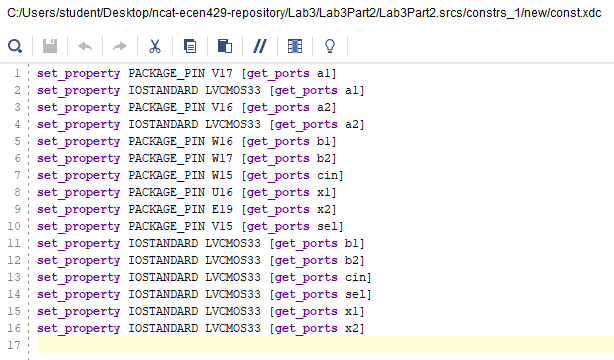 C:/Users/student/Desktop/ncat-ecen429-repository/Lab3/Lab3Part2/Lab3Part2.srcs/constrs_1/new/const.xdc
1 set_property PACKAGE_PIN V17 [get_ports a1]
2 set_property IOSTANDARD LVCMOS33 [get_ports a1]
3 set_property PACKAGE_PIN V16 [get_ports a2]
4 set_property IOSTANDARD LVCMOS33 [get_ports a2]
5 set_property PACKAGE_PIN W16 [get_ports b1]
6 set_property PACKAGE_PIN W17 [get_ports b2]
7 set_property PACKAGE_PIN W15 [get_ports cin]
8 set_property PACKAGE_PIN U16 [get_ports x1]
9 set_property PACKAGE_PIN E19 [get_ports x2]
10 set_property PACKAGE_PIN V15 [get_ports sel]
11 set_property IOSTANDARD LVCMOS33 [get_ports b1]
12 set_property IOSTANDARD LVCMOS33 [get_ports b2]
13 set_property IOSTANDARD LVCMOS33 [get_ports cin]
14 set_property IOSTANDARD LVCMOS33 [get_ports sel]
15 set_property IOSTANDARD LVCMOS33 [get_ports x1]
16 set_property IOSTANDARD LVCMOS33 [get_ports x2]
17